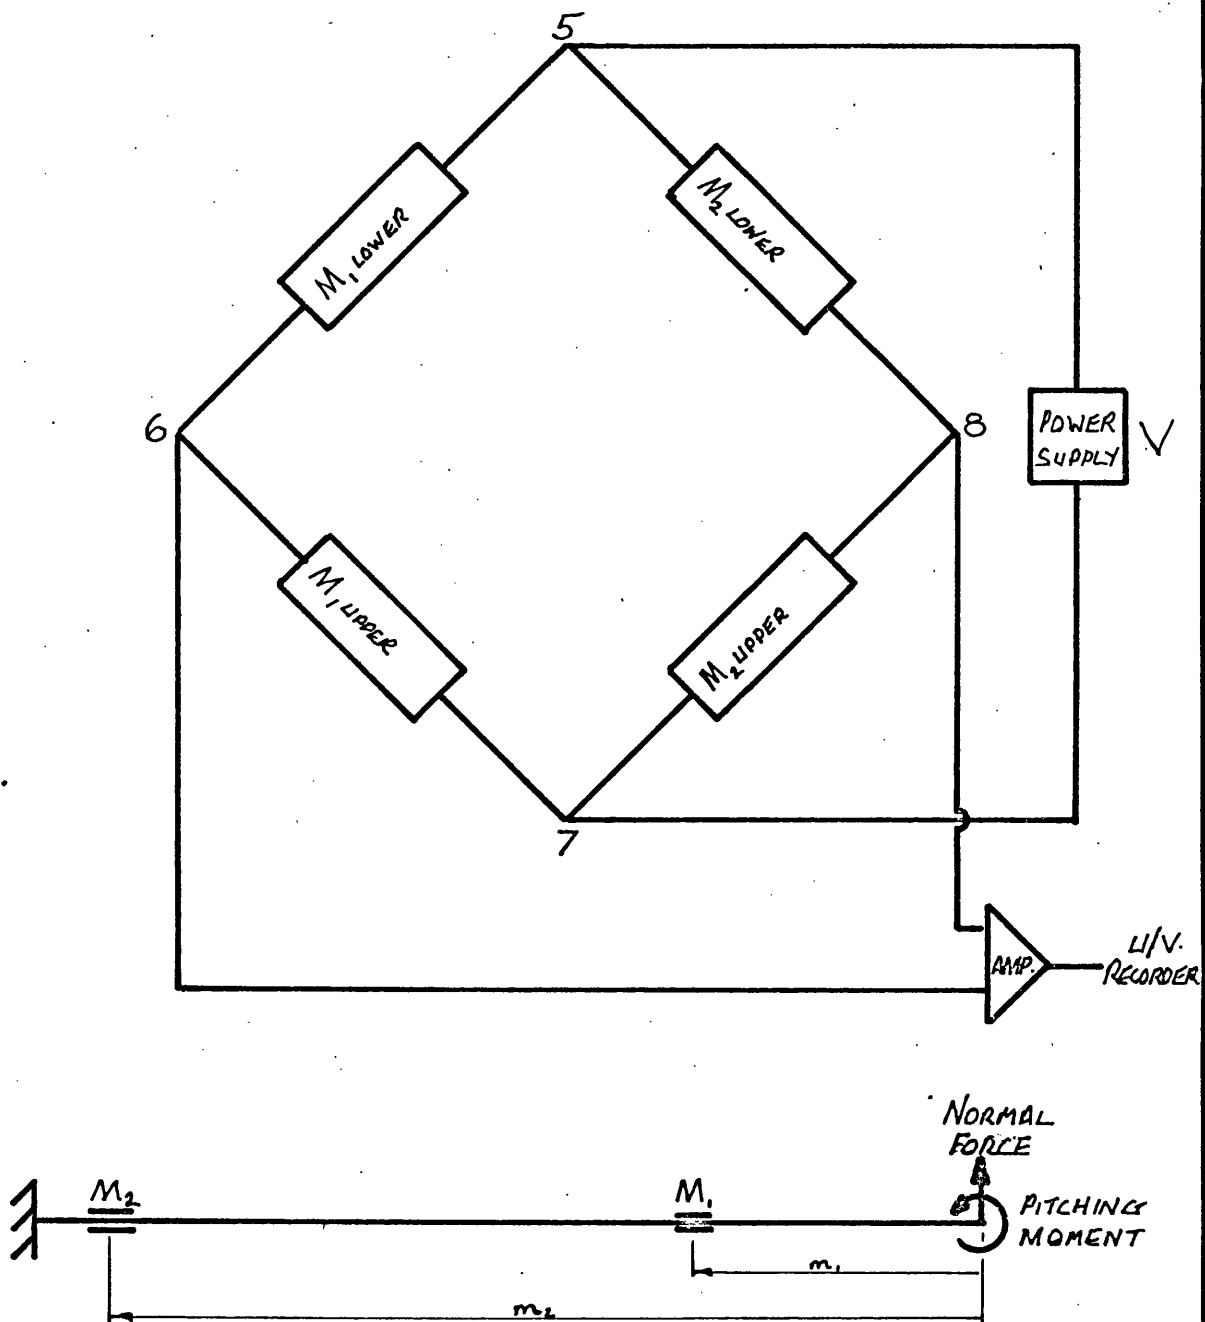 5
M₁ LOWER
M₂ LOWER
6
8
POWER
SUPPLY
V
M₁ UPPER
M₂ UPPER
7
AMP.
U/V.
RECORDER
NORMAL
FORCE
M₂
M₁
PITCHING
MOMENT
m₁
m₂